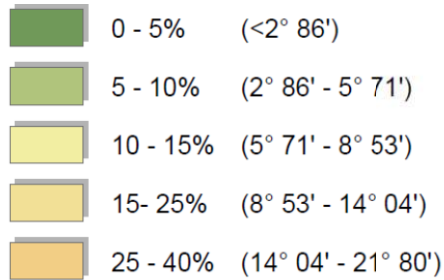 0 - 5% (<2° 86')
5 - 10% (2° 86' - 5° 71')
10 - 15% (5° 71' - 8° 53')
15- 25% (8° 53' - 14° 04')
25 - 40% (14° 04' - 21° 80')